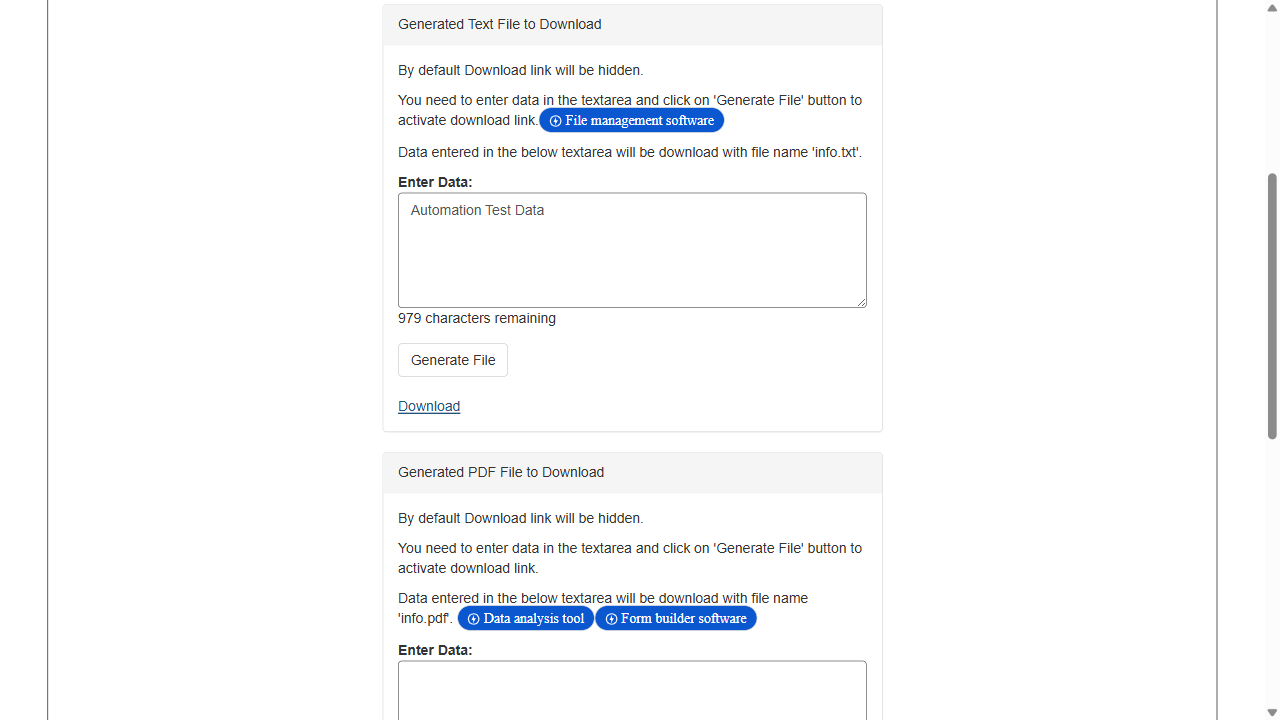 Generated Text File to Download
By default Download link will be hidden.
You need to enter data in the textarea and click on 'Generate File' button to
activate download link. File management software
Data entered in the below textarea will be download with file name 'info.txt'.
Enter Data:
Automation Test Data
979 characters remaining
Generate File
Download
Generated PDF File to Download
By default Download link will be hidden.
You need to enter data in the textarea and click on 'Generate File' button to
activate download link.
Data entered in the below textarea will be download with file name
'info.pdf'. Data analysis tool Form builder software
Enter Data: